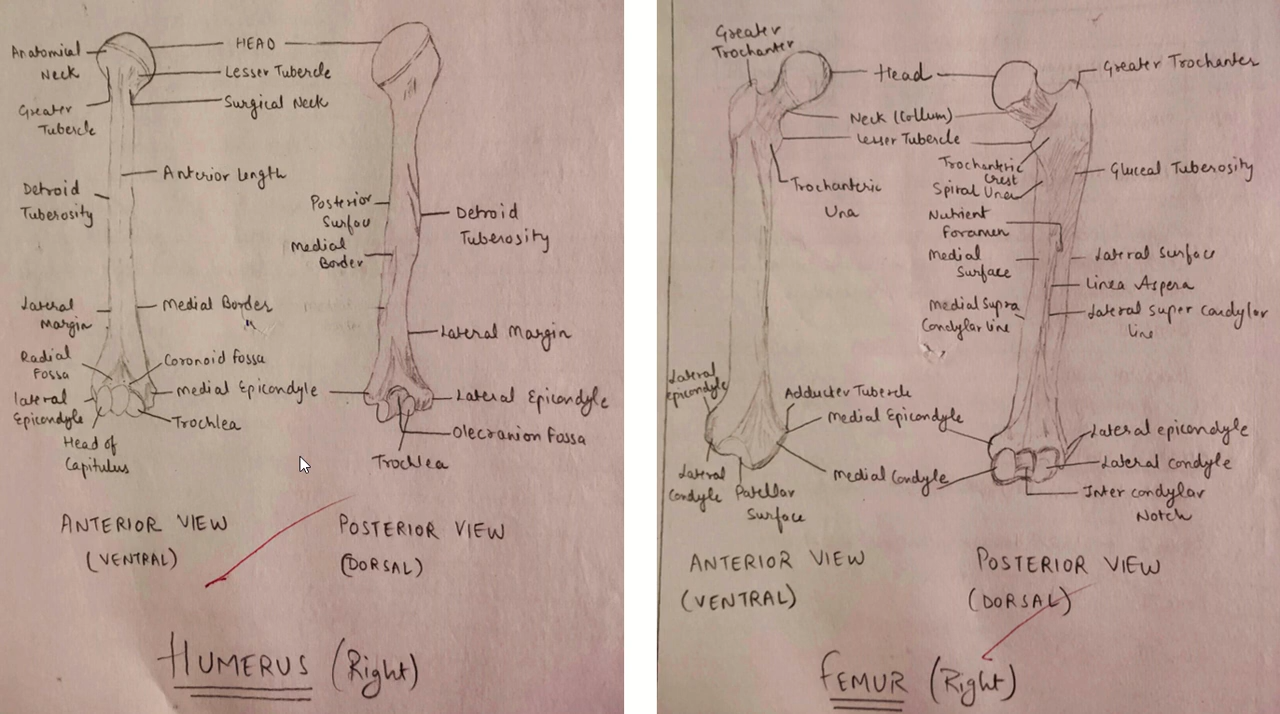 Anatomical
Neck
HEAD
Lesser Tubercle
Greater
Tubercle
Surgical Neck
Anterior Length
Detroid
Tuberosity
Posterior
Surfou
Detroid
Tuberosity
Medial
Border
Lateral
Margin
Medial Border
Lateral Margin
Radial
Fossa
Coronoid Fossa
lateral
Epicondyle
medial Epicondyle
Lateral Epicondyle
Trochlea
Head of
Capitulus
Olecranion Fossa
Trochlea
ANTERIOR VIEW
(VENTRAL)
POSTERIOR VIEW
(DORSAL)
HUMERUS (Right)
Greater
Trochanter
Head
Greater Trochanter
Neck (Collum)
Lesser Tubercle
Trochanteric
Crest
Trochanteric
Una
Spiral Una
Gluceal Tuberosity
Nutrient
Foramen
Medial
Surface
Lateral Surface
Linea Aspera
Medial Supra
Condylar line
Lateral super candylor
line
Lateral
epicondyle
Adducter Tubercle
Medial Epicondyle
Lateral epicondyle
Lateral
Condyle
Patellar
Surface
Medial Condyle
Lateral condyle
Inter condylar
Notch
ANTERIOR VIEW
(VENTRAL)
POSTERIOR VIEW
(DORSAL)
FEMUR (Right)